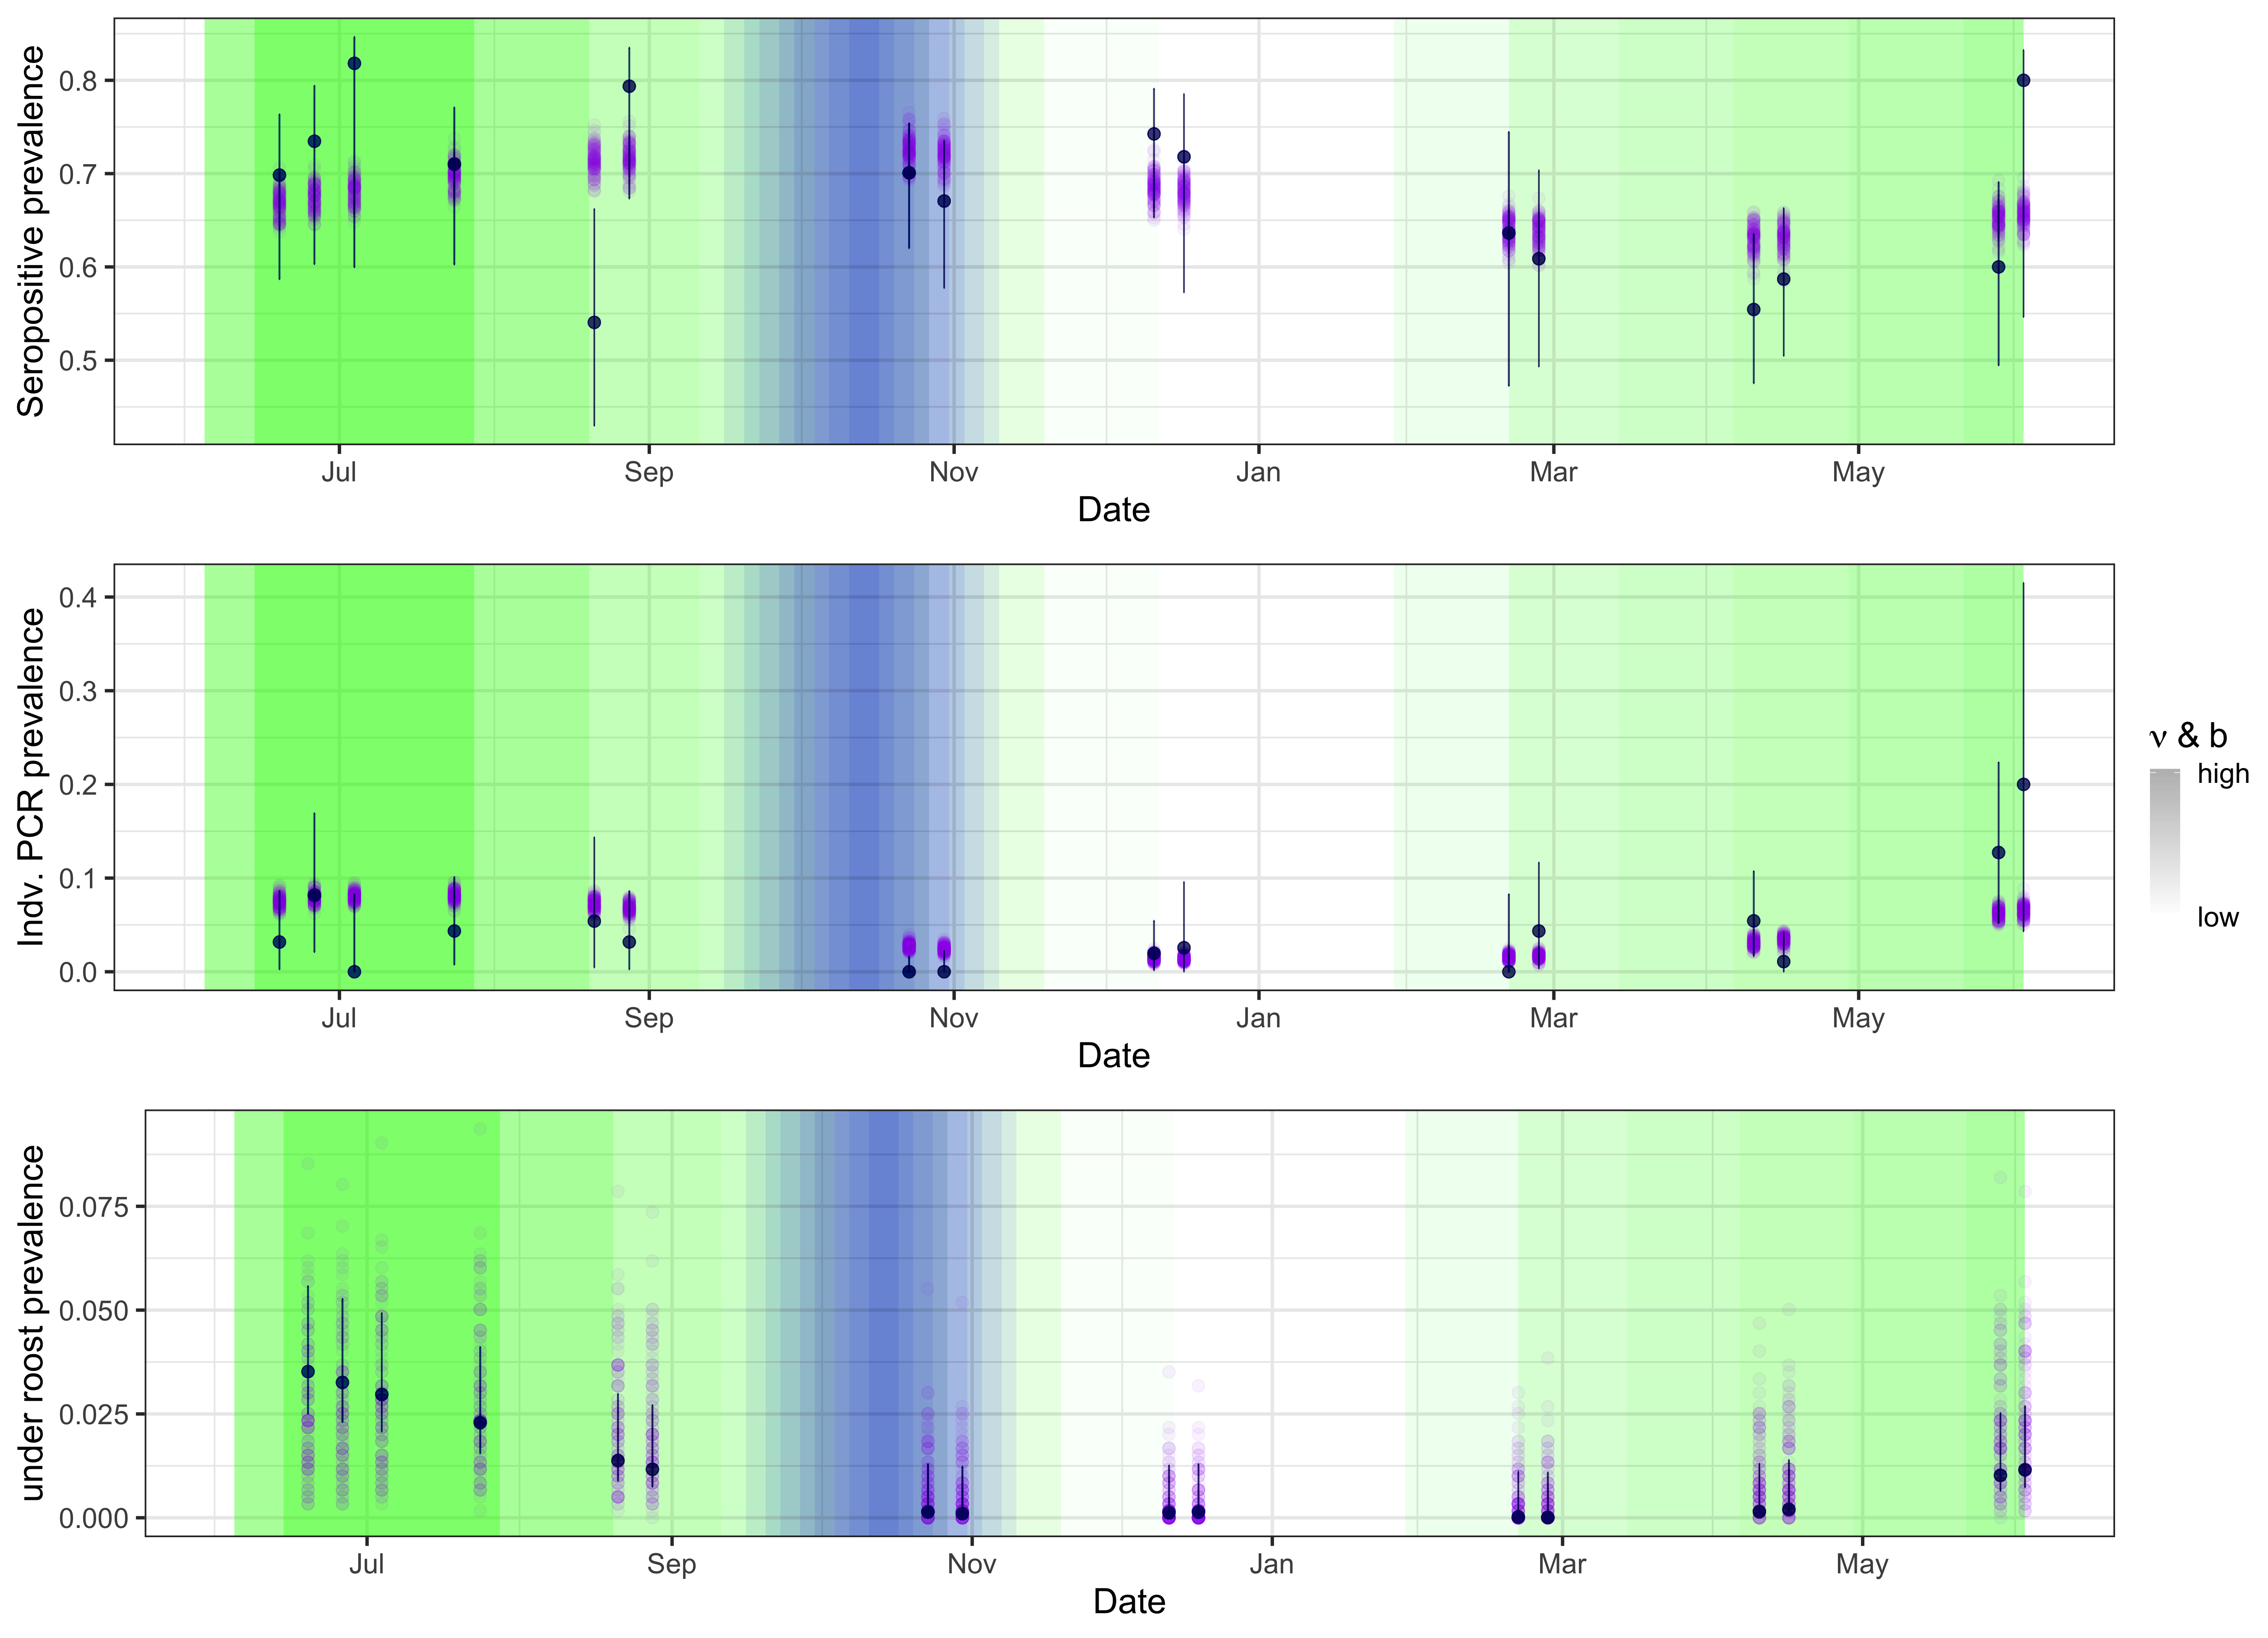 Seropositive prevalence
0.8
0.7
0.6
0.5
Jul Sep Nov Jan Mar May
Date
Indv. PCR prevalence
0.4
0.3
0.2
0.1
0.0
Jul Sep Nov Jan Mar May
Date
ν & b
high
low
under roost prevalence
0.075
0.050
0.025
0.000
Jul Sep Nov Jan Mar May
Date